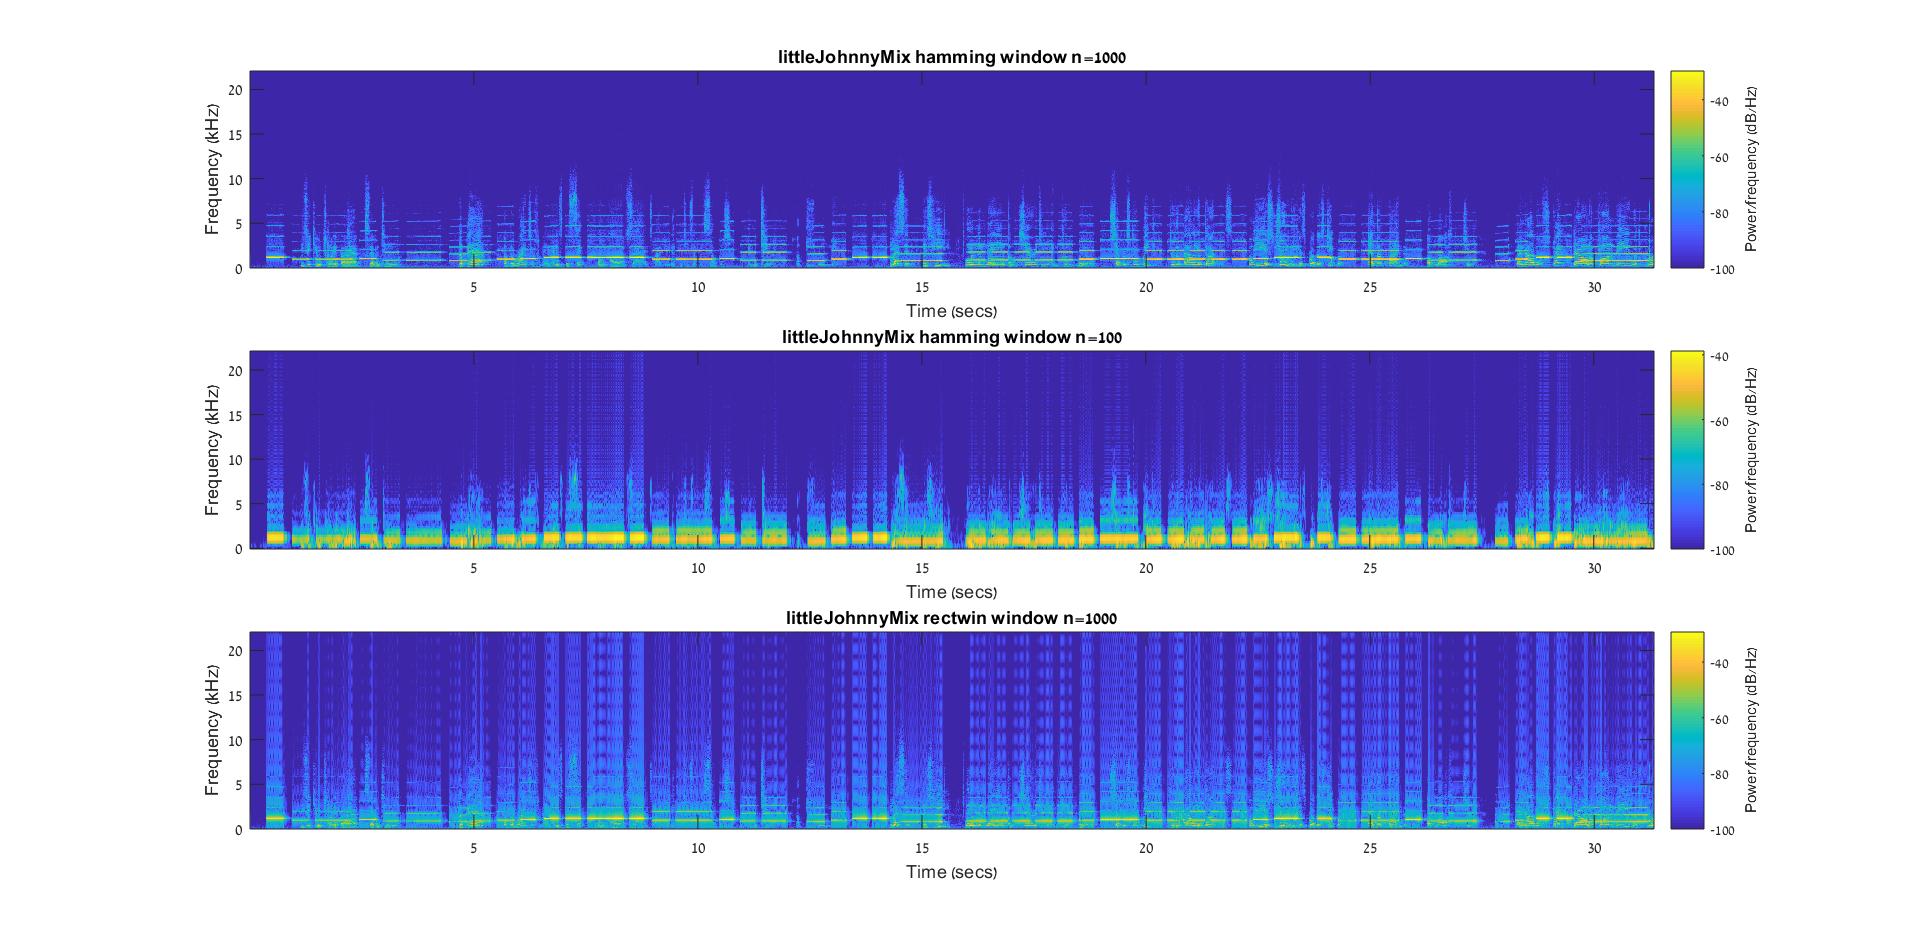 littleJohnnyMix hamming window n=1000
20
15
10
5
0
Frequency (kHz)
5 10 15 20 25 30
Time (secs)
-40
-60
-80
-100
Power/frequency (dB/Hz)
littleJohnnyMix hamming window n=100
20
15
10
5
0
Frequency (kHz)
5 10 15 20 25 30
Time (secs)
-40
-60
-80
-100
Power/frequency (dB/Hz)
littleJohnnyMix rectwin window n=1000
20
15
10
5
0
Frequency (kHz)
5 10 15 20 25 30
Time (secs)
-40
-60
-80
-100
Power/frequency (dB/Hz)